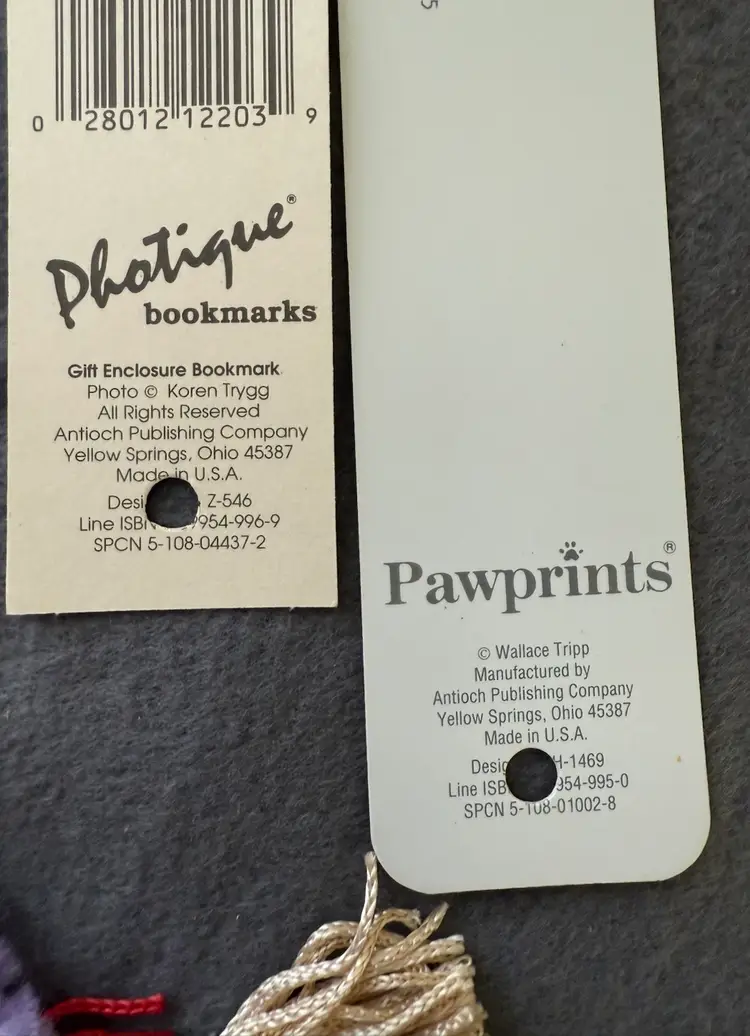 0 28012 12203 9
Photique®
bookmarks
Gift Enclosure Bookmark
Photo © Koren Trygg
All Rights Reserved
Antioch Publishing Company
Yellow Springs, Ohio 45387
Made in U.S.A.
Z-546
Line 954-996-9
SPCN 5-108-04437-2
5
Pawprints®
© Wallace Tripp
Manufactured by
Antioch Publishing Company
Yellow Springs, Ohio 45387
Made in U.S.A.
H-1469
Line 954-995-0
SPCN 5-108-01002-8